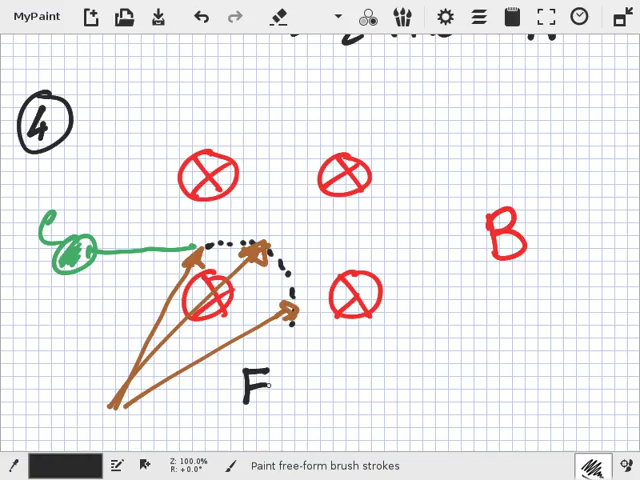 MyPaint
4
e
B
F
Z: 100.0%
R: +0.0°
Paint free-form brush strokes